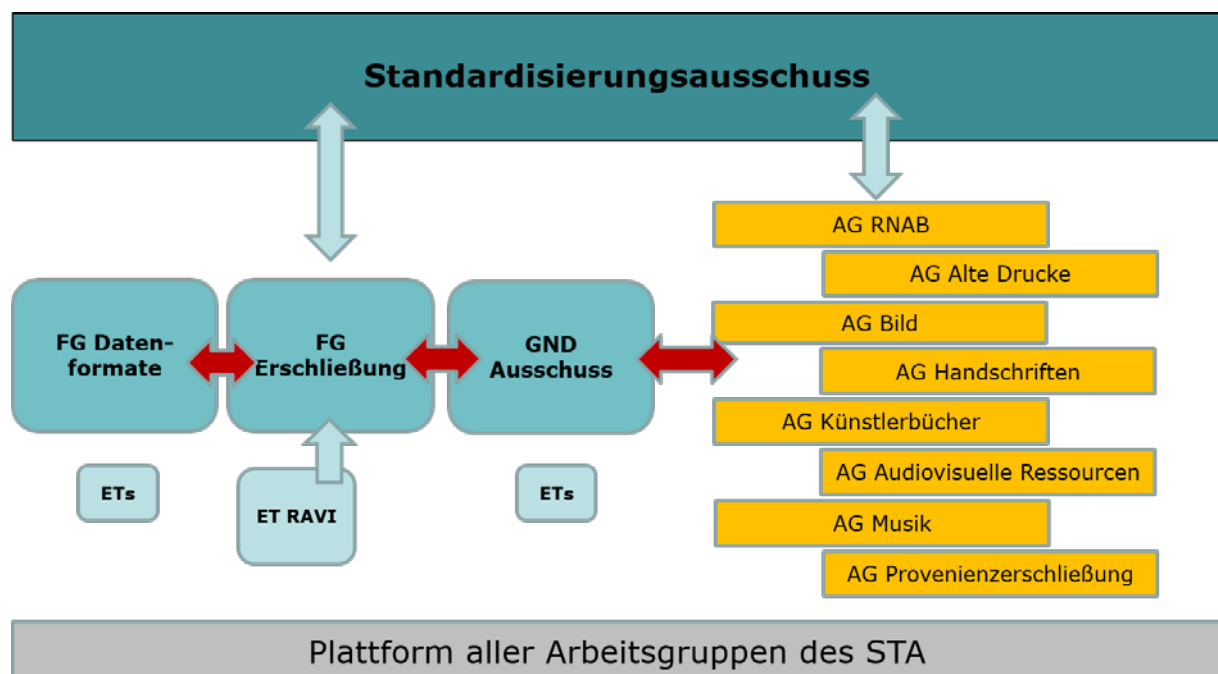 Standardisierungsausschuss
FG Daten-
formate
FG
Erschließung
GND
Ausschuss
ETs
ET RAVI
ETs
AG RNAB
AG Alte Drucke
AG Bild
AG Handschriften
AG Künstlerbücher
AG Audiovisuelle Ressourcen
AG Musik
AG Provenienzerschließung
Plattform aller Arbeitsgruppen des STA